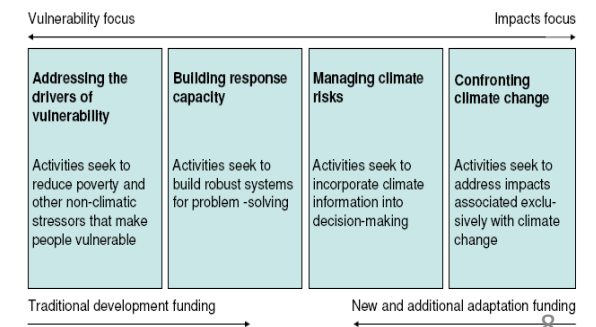 Vulnerability focus
Impacts focus
Addressing the
drivers of
vulnerability
Activities seek to
reduce poverty and
other non-climatic
stressors that make
people vulnerable
Building response
capacity
Activities seek to
build robust systems
for problem -solving
Managing climate
risks
Activities seek to
incorporate climate
information into
decision-making
Confronting
climate change
Activities seek to
address impacts
associated exclu-
sively with climate
change
Traditional development funding
New and additional adaptation funding
8